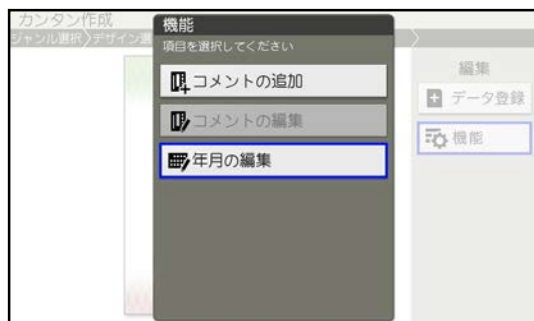 カンタン作成
ジャンル選択〉デザイン選
機能
項目を選択してください
コメントの追加
コメントの編集
年月の編集
編集
データ登録
機能